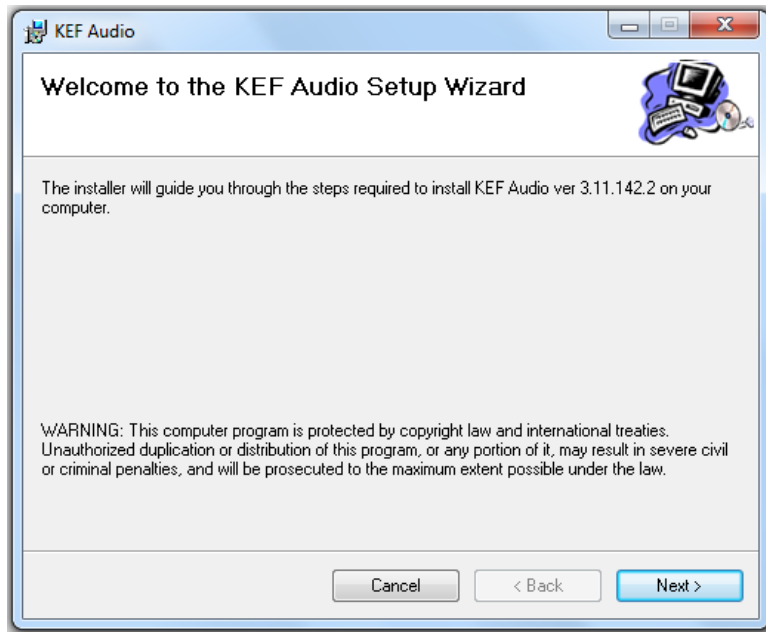 KEF Audio
Welcome to the KEF Audio Setup Wizard
The installer will guide you through the steps required to install KEF Audio ver 3.11.142.2 on your
computer.
WARNING: This computer program is protected by copyright law and international treaties.
Unauthorized duplication or distribution of this program, or any portion of it, may result in severe civil
or criminal penalties, and will be prosecuted to the maximum extent possible under the law.
Cancel < Back Next >